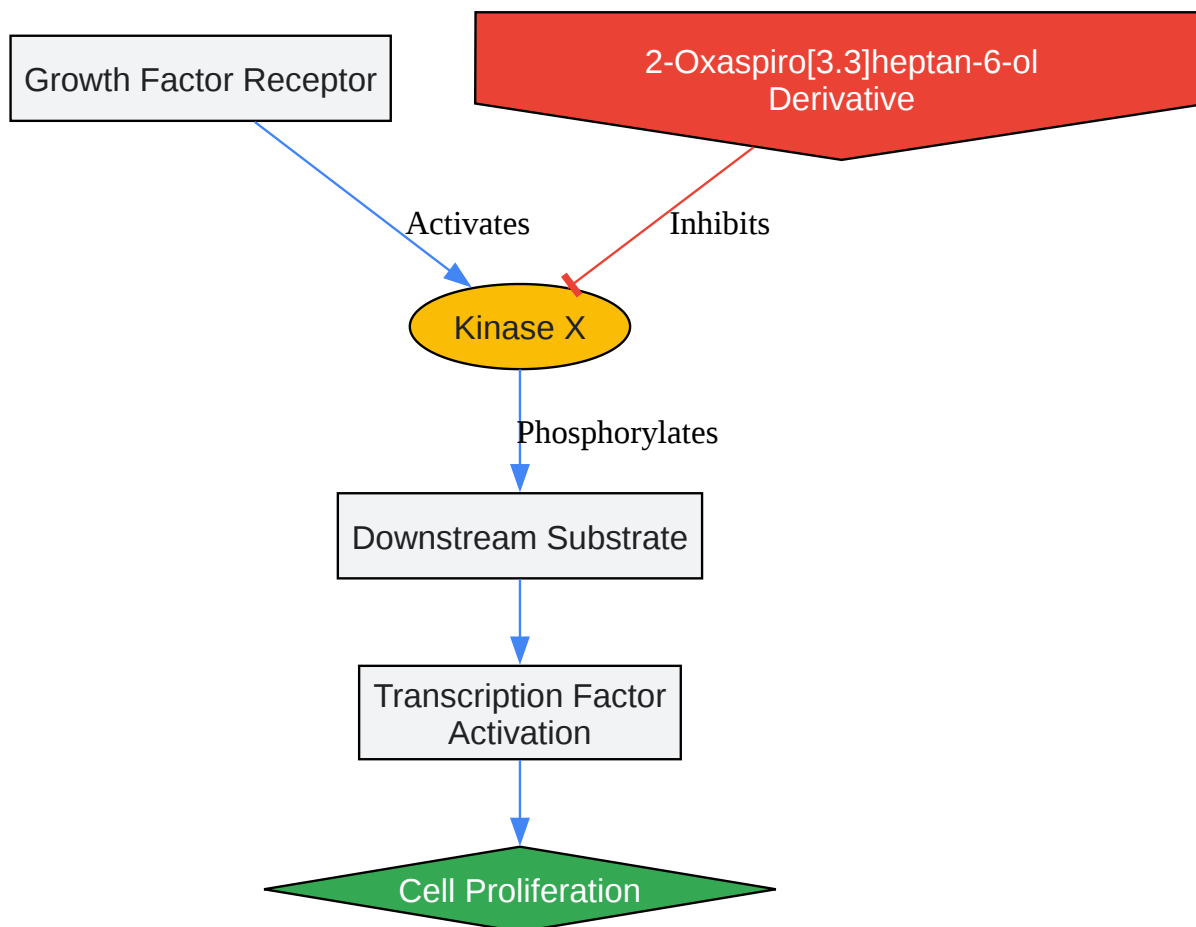 Growth Factor Receptor
2-Oxaspiro[3.3]heptan-6-ol
Derivative
Activates
Inhibits
Kinase X
Phosphorylates
Downstream Substrate
Transcription Factor
Activation
Cell Proliferation